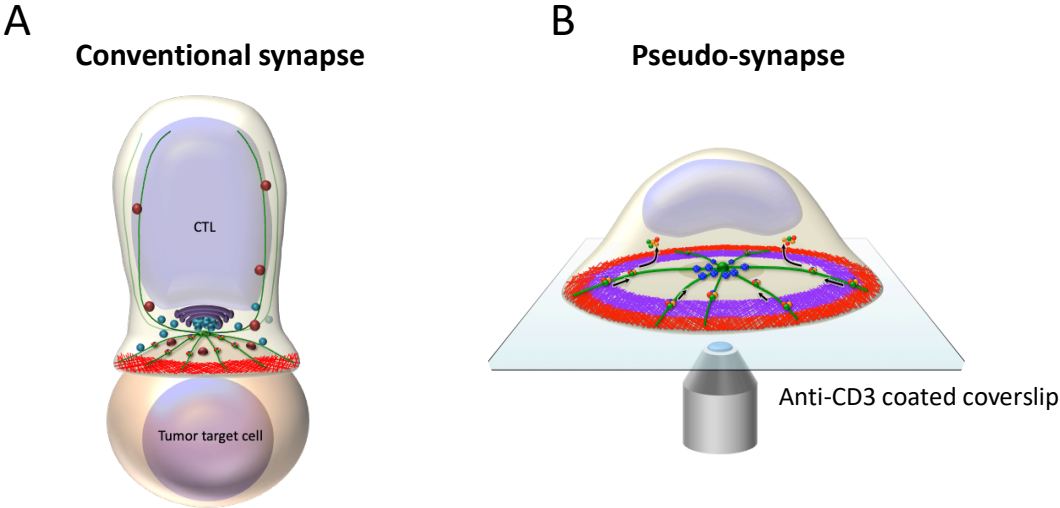 A
Conventional synapse
CTL
Tumor target cell
B
Pseudo-synapse
Anti-CD3 coated coverslip